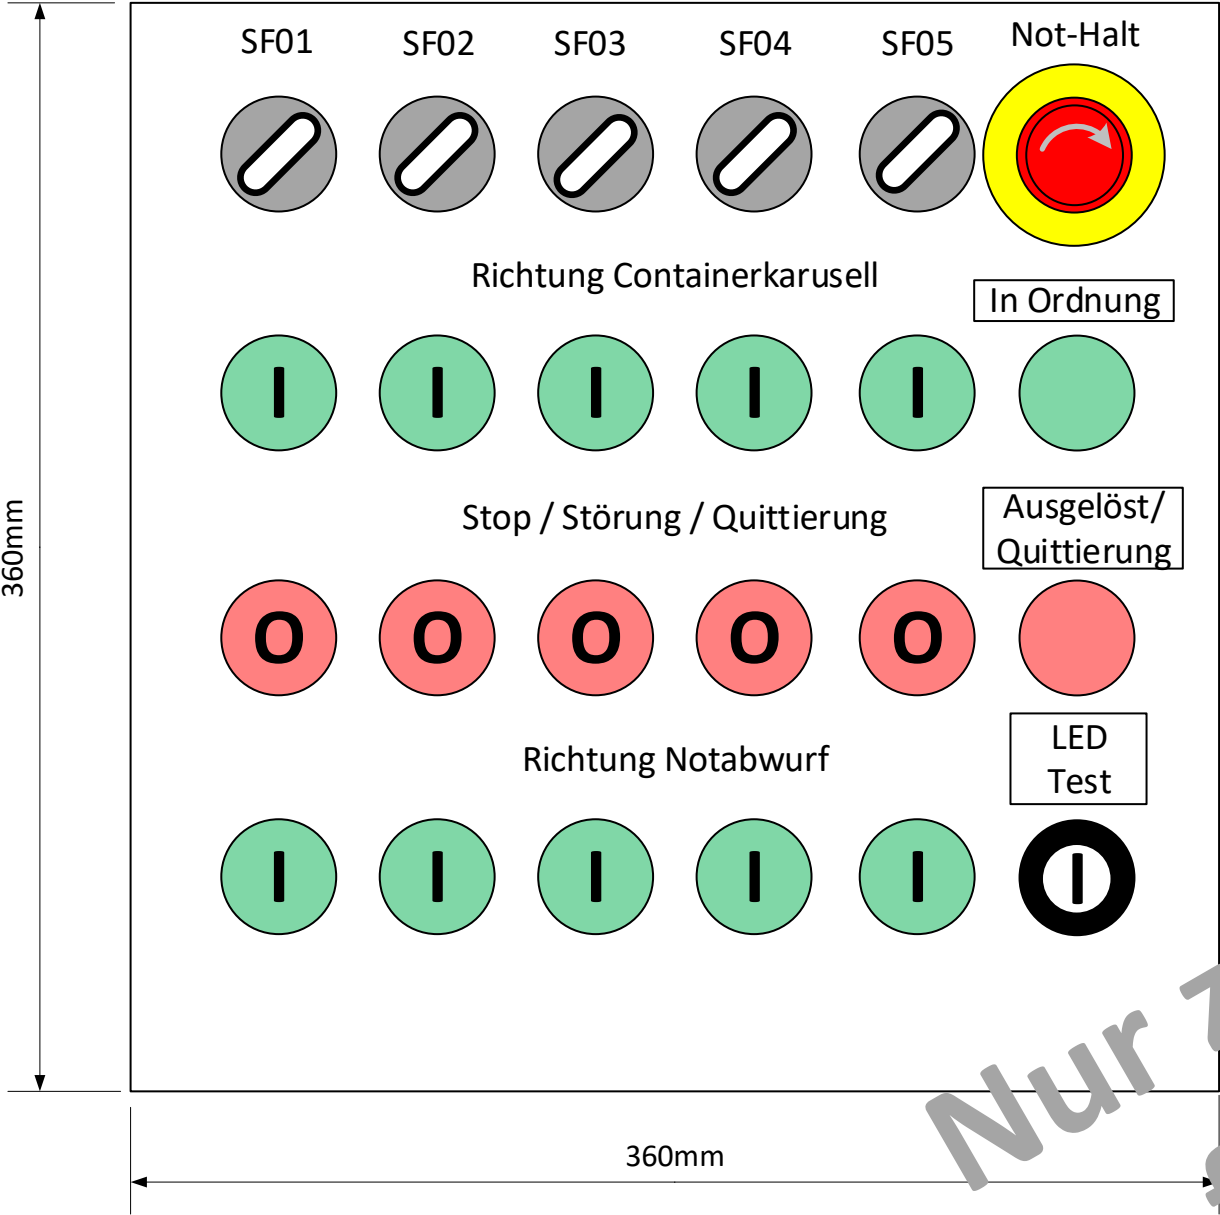 SF01 SF02 SF03 SF04 SF05 Not-Halt
Richtung Containerkarusell
In Ordnung
I I I I I
Stop / Störung / Quittierung
Ausgelöst/
Quittierung
O O O O O
Richtung Notabwurf
LED
Test
I I I I I I
360mm
360mm
Nur